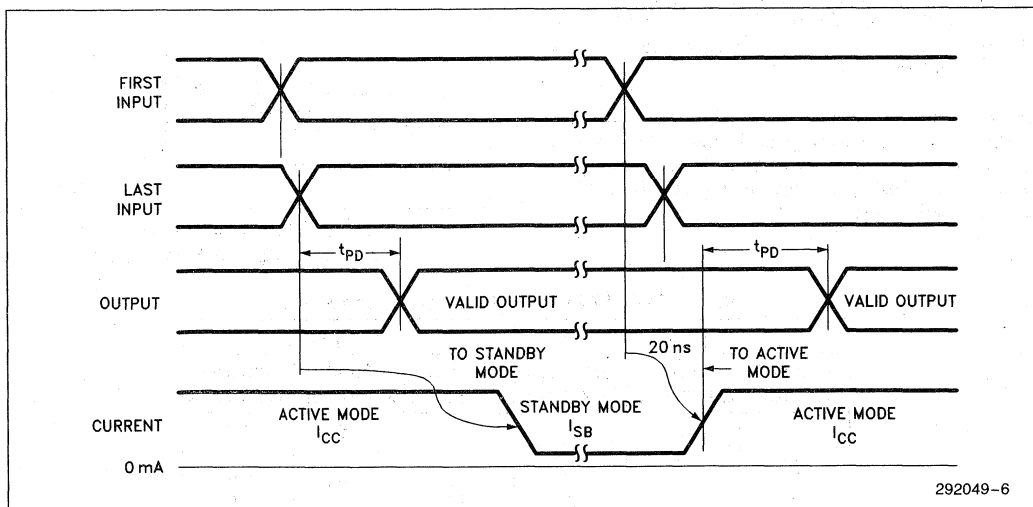 FIRST
INPUT
LAST
INPUT
tPD
tPD
OUTPUT
VALID OUTPUT
VALID OUTPUT
TO STANDBY
MODE
20 ns
TO ACTIVE
MODE
CURRENT
ACTIVE MODE
ICC
STANDBY MODE
ISB
ACTIVE MODE
ICC
0 mA
292049-6